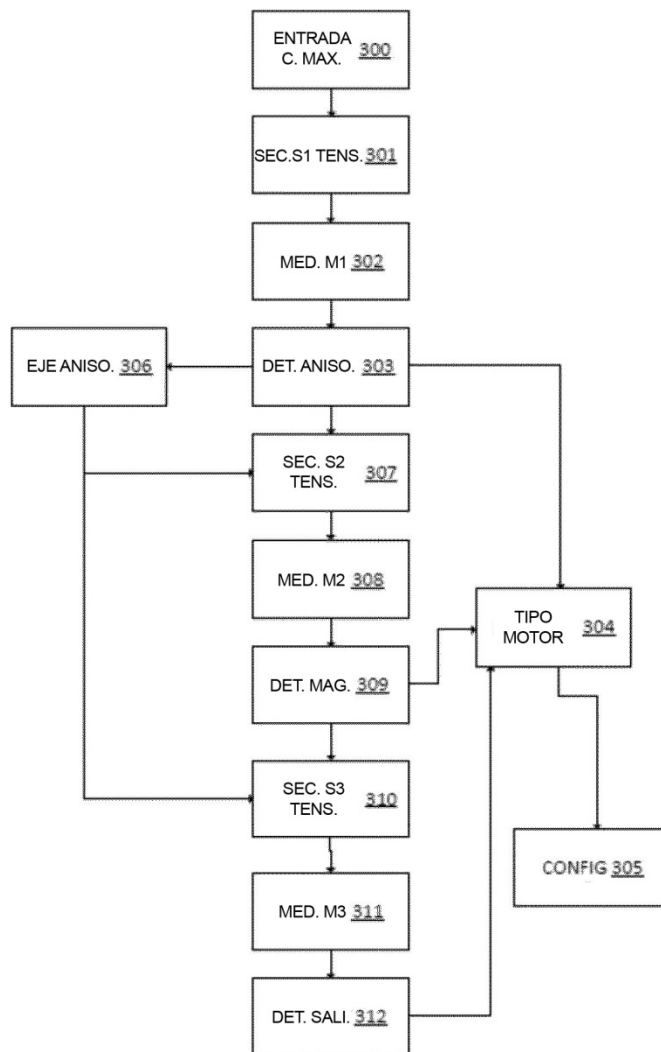 ENTRADA
C. MAX. 300
SEC.S1 TENS. 301
MED. M1 302
EJE ANISO. 306
DET. ANISO. 303
SEC. S2
TENS. 307
MED. M2 308
TIPO
MOTOR 304
DET. MAG. 309
SEC. S3
TENS. 310
CONFIG 305
MED. M3 311
DET. SALI. 312